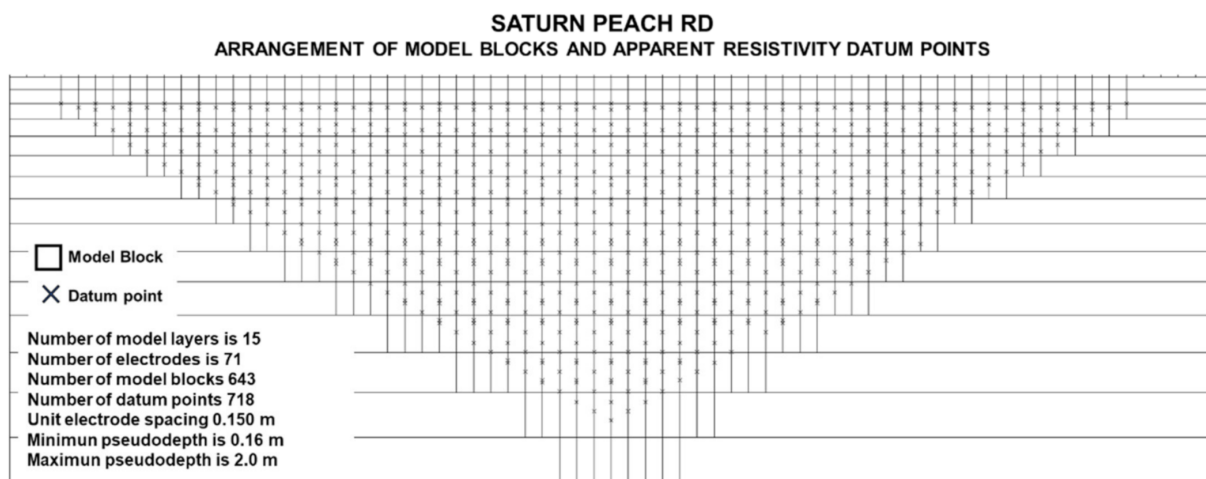 SATURN PEACH RD
ARRANGEMENT OF MODEL BLOCKS AND APPARENT RESISTIVITY DATUM POINTS
Model Block
Datum point
Number of model layers is 15
Number of electrodes is 71
Number of model blocks 643
Number of datum points 718
Unit electrode spacing 0.150 m
Minimun pseudodepth is 0.16 m
Maximun pseudodepth is 2.0 m